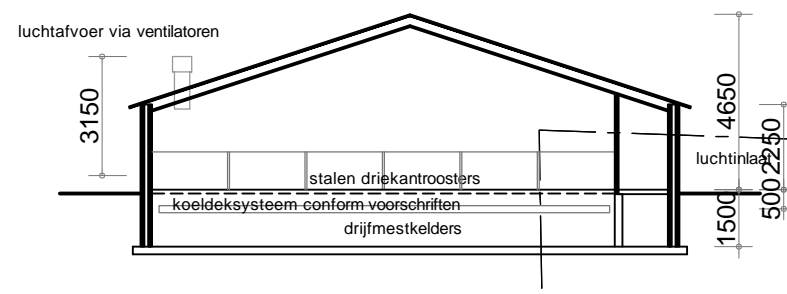 luchtafvoer via ventilatoren
3150
4650
2250
luchtinlaat
stalen driekantroosters
500
koeldeksysteem conform voorschriften
1500
drijfmestkelders